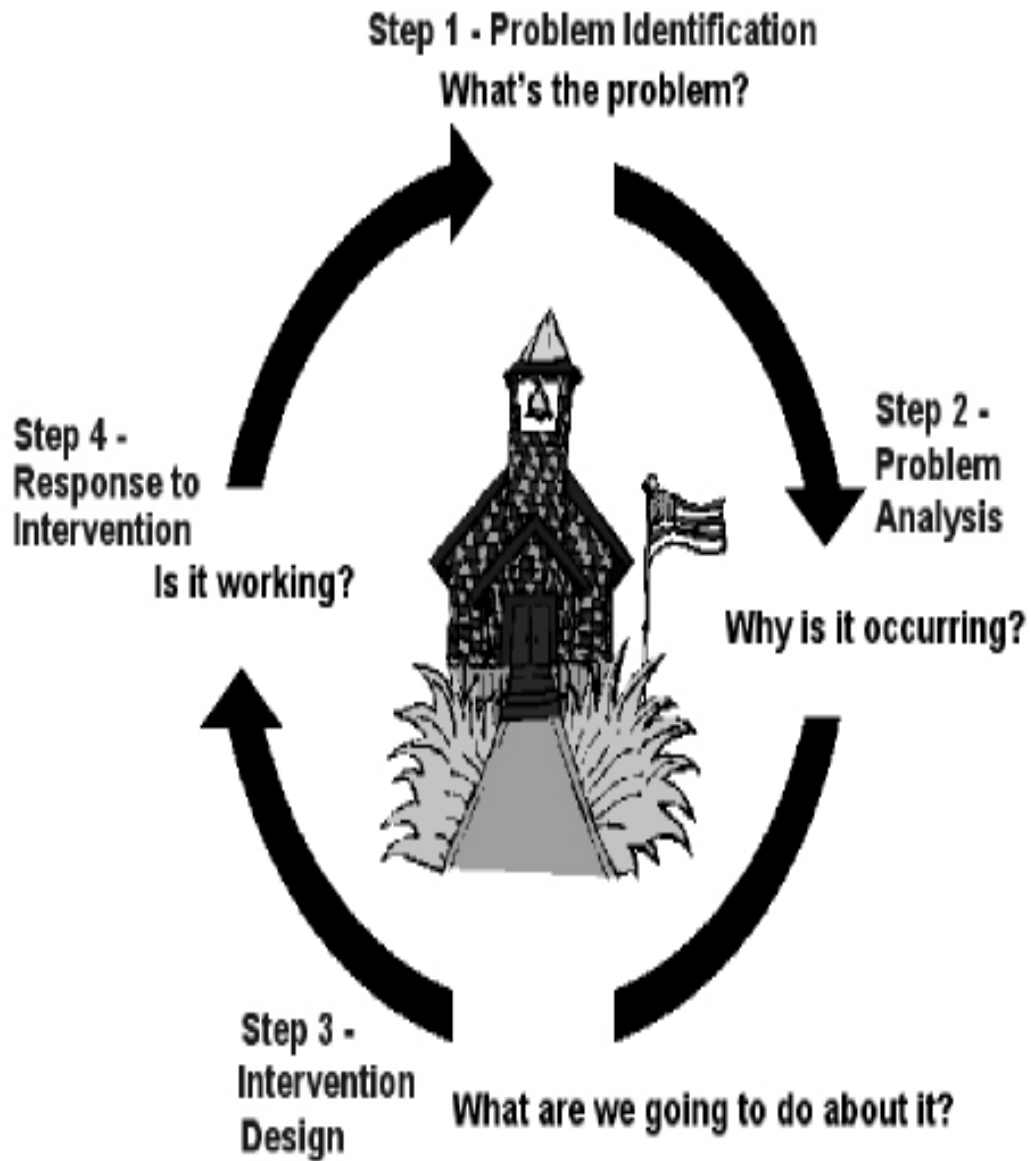 Step 1 - Problem Identification
What's the problem?
Step 2 -
Problem
Analysis
Why is it occurring?
Step 3 -
Intervention
Design
What are we going to do about it?
Step 4 -
Response to
Intervention
Is it working?